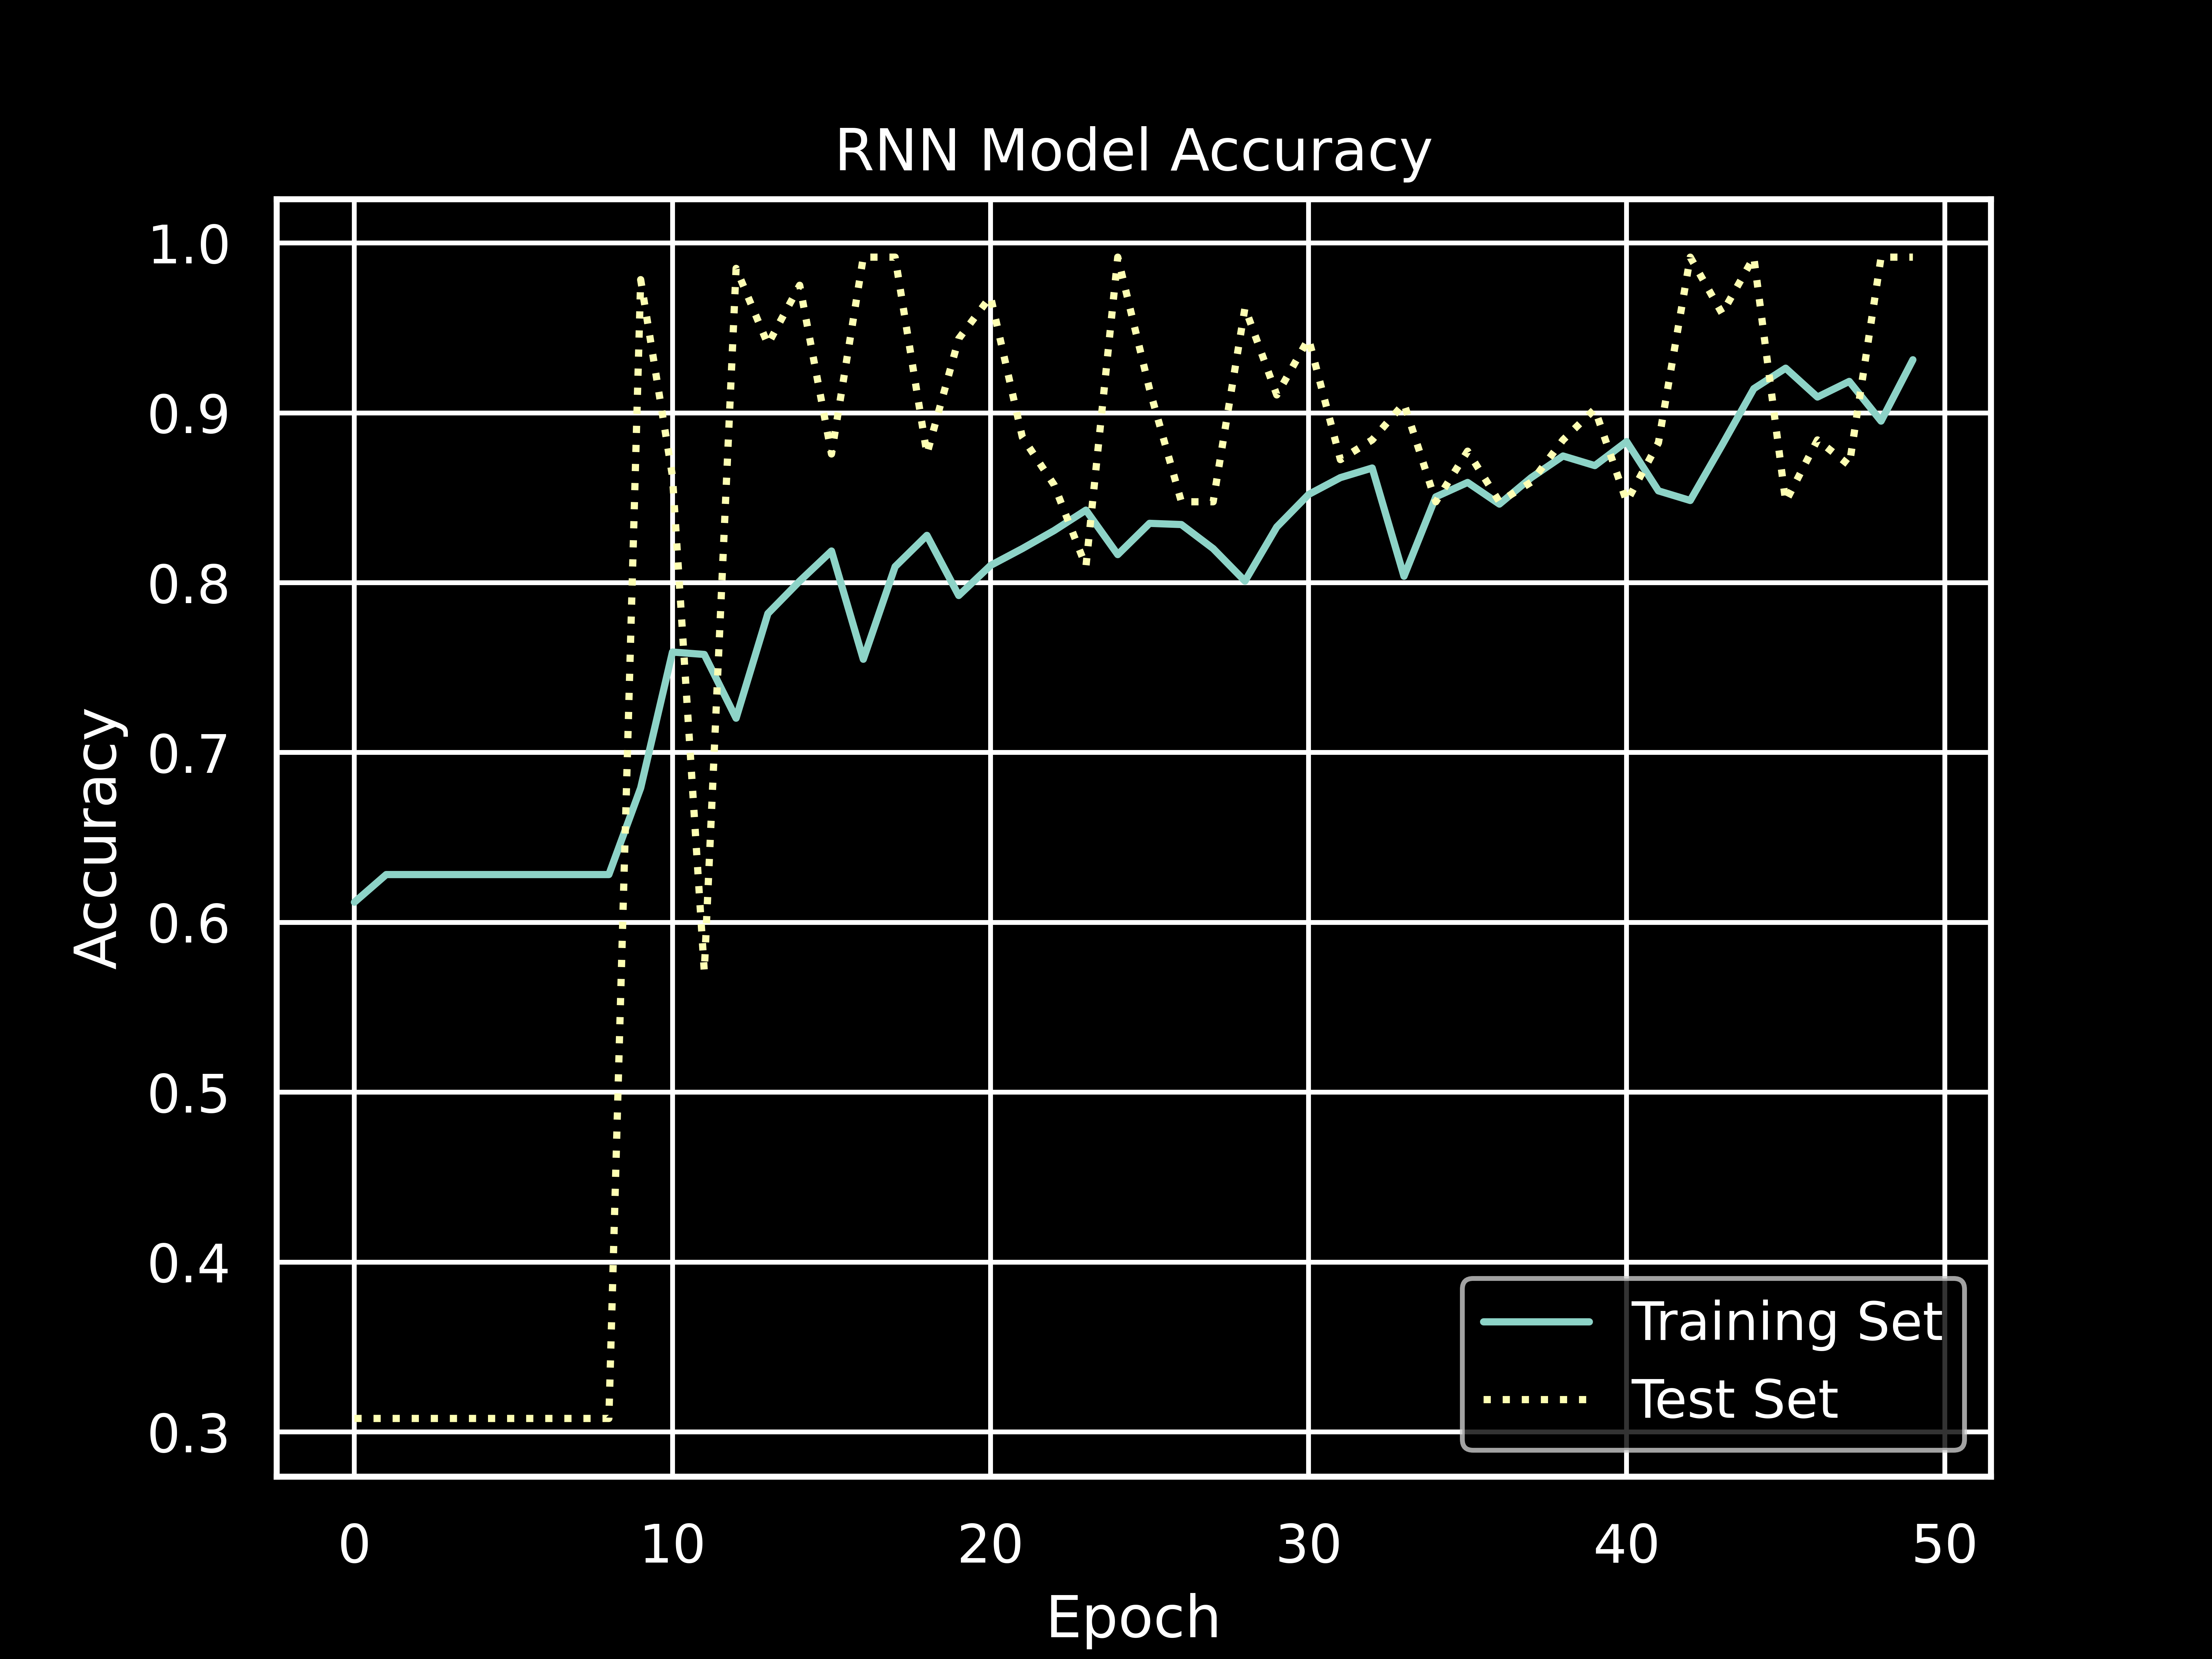 RNN Model Accuracy
1.0
0.9
0.8
0.7
0.6
0.5
0.4
0.3
Accuracy
Training Set
Test Set
0 10 20 30 40 50
Epoch